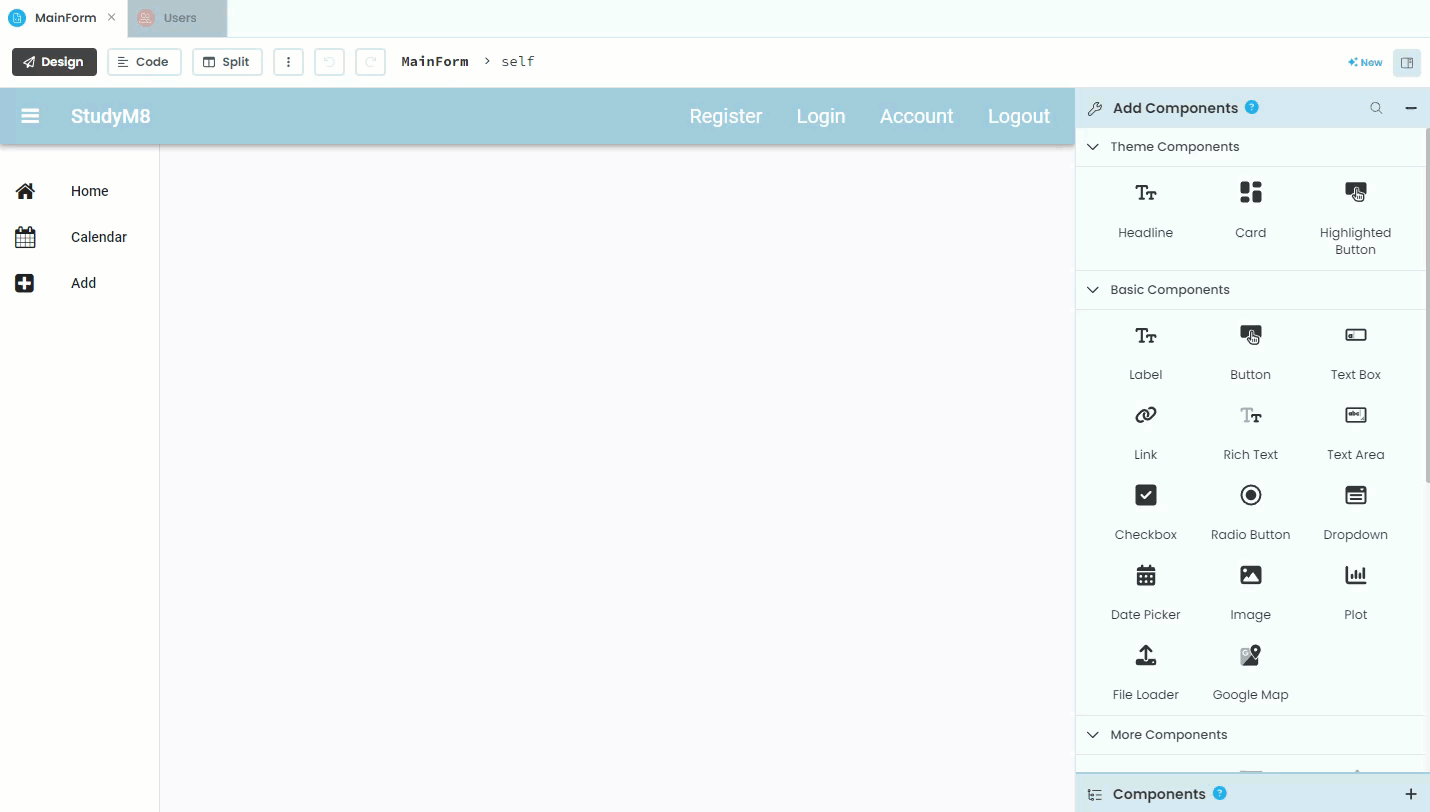 MainForm
Users
Design
Code
Split
MainForm > self
New
StudyM8
Register
Login
Account
Logout
Home
Calendar
Add
Add Components ?
Theme Components
Headline
Card
Highlighted
Button
Basic Components
Label
Button
Text Box
Link
Rich Text
Text Area
Checkbox
Radio Button
Dropdown
Date Picker
Image
Plot
File Loader
Google Map
More Components
Components ?